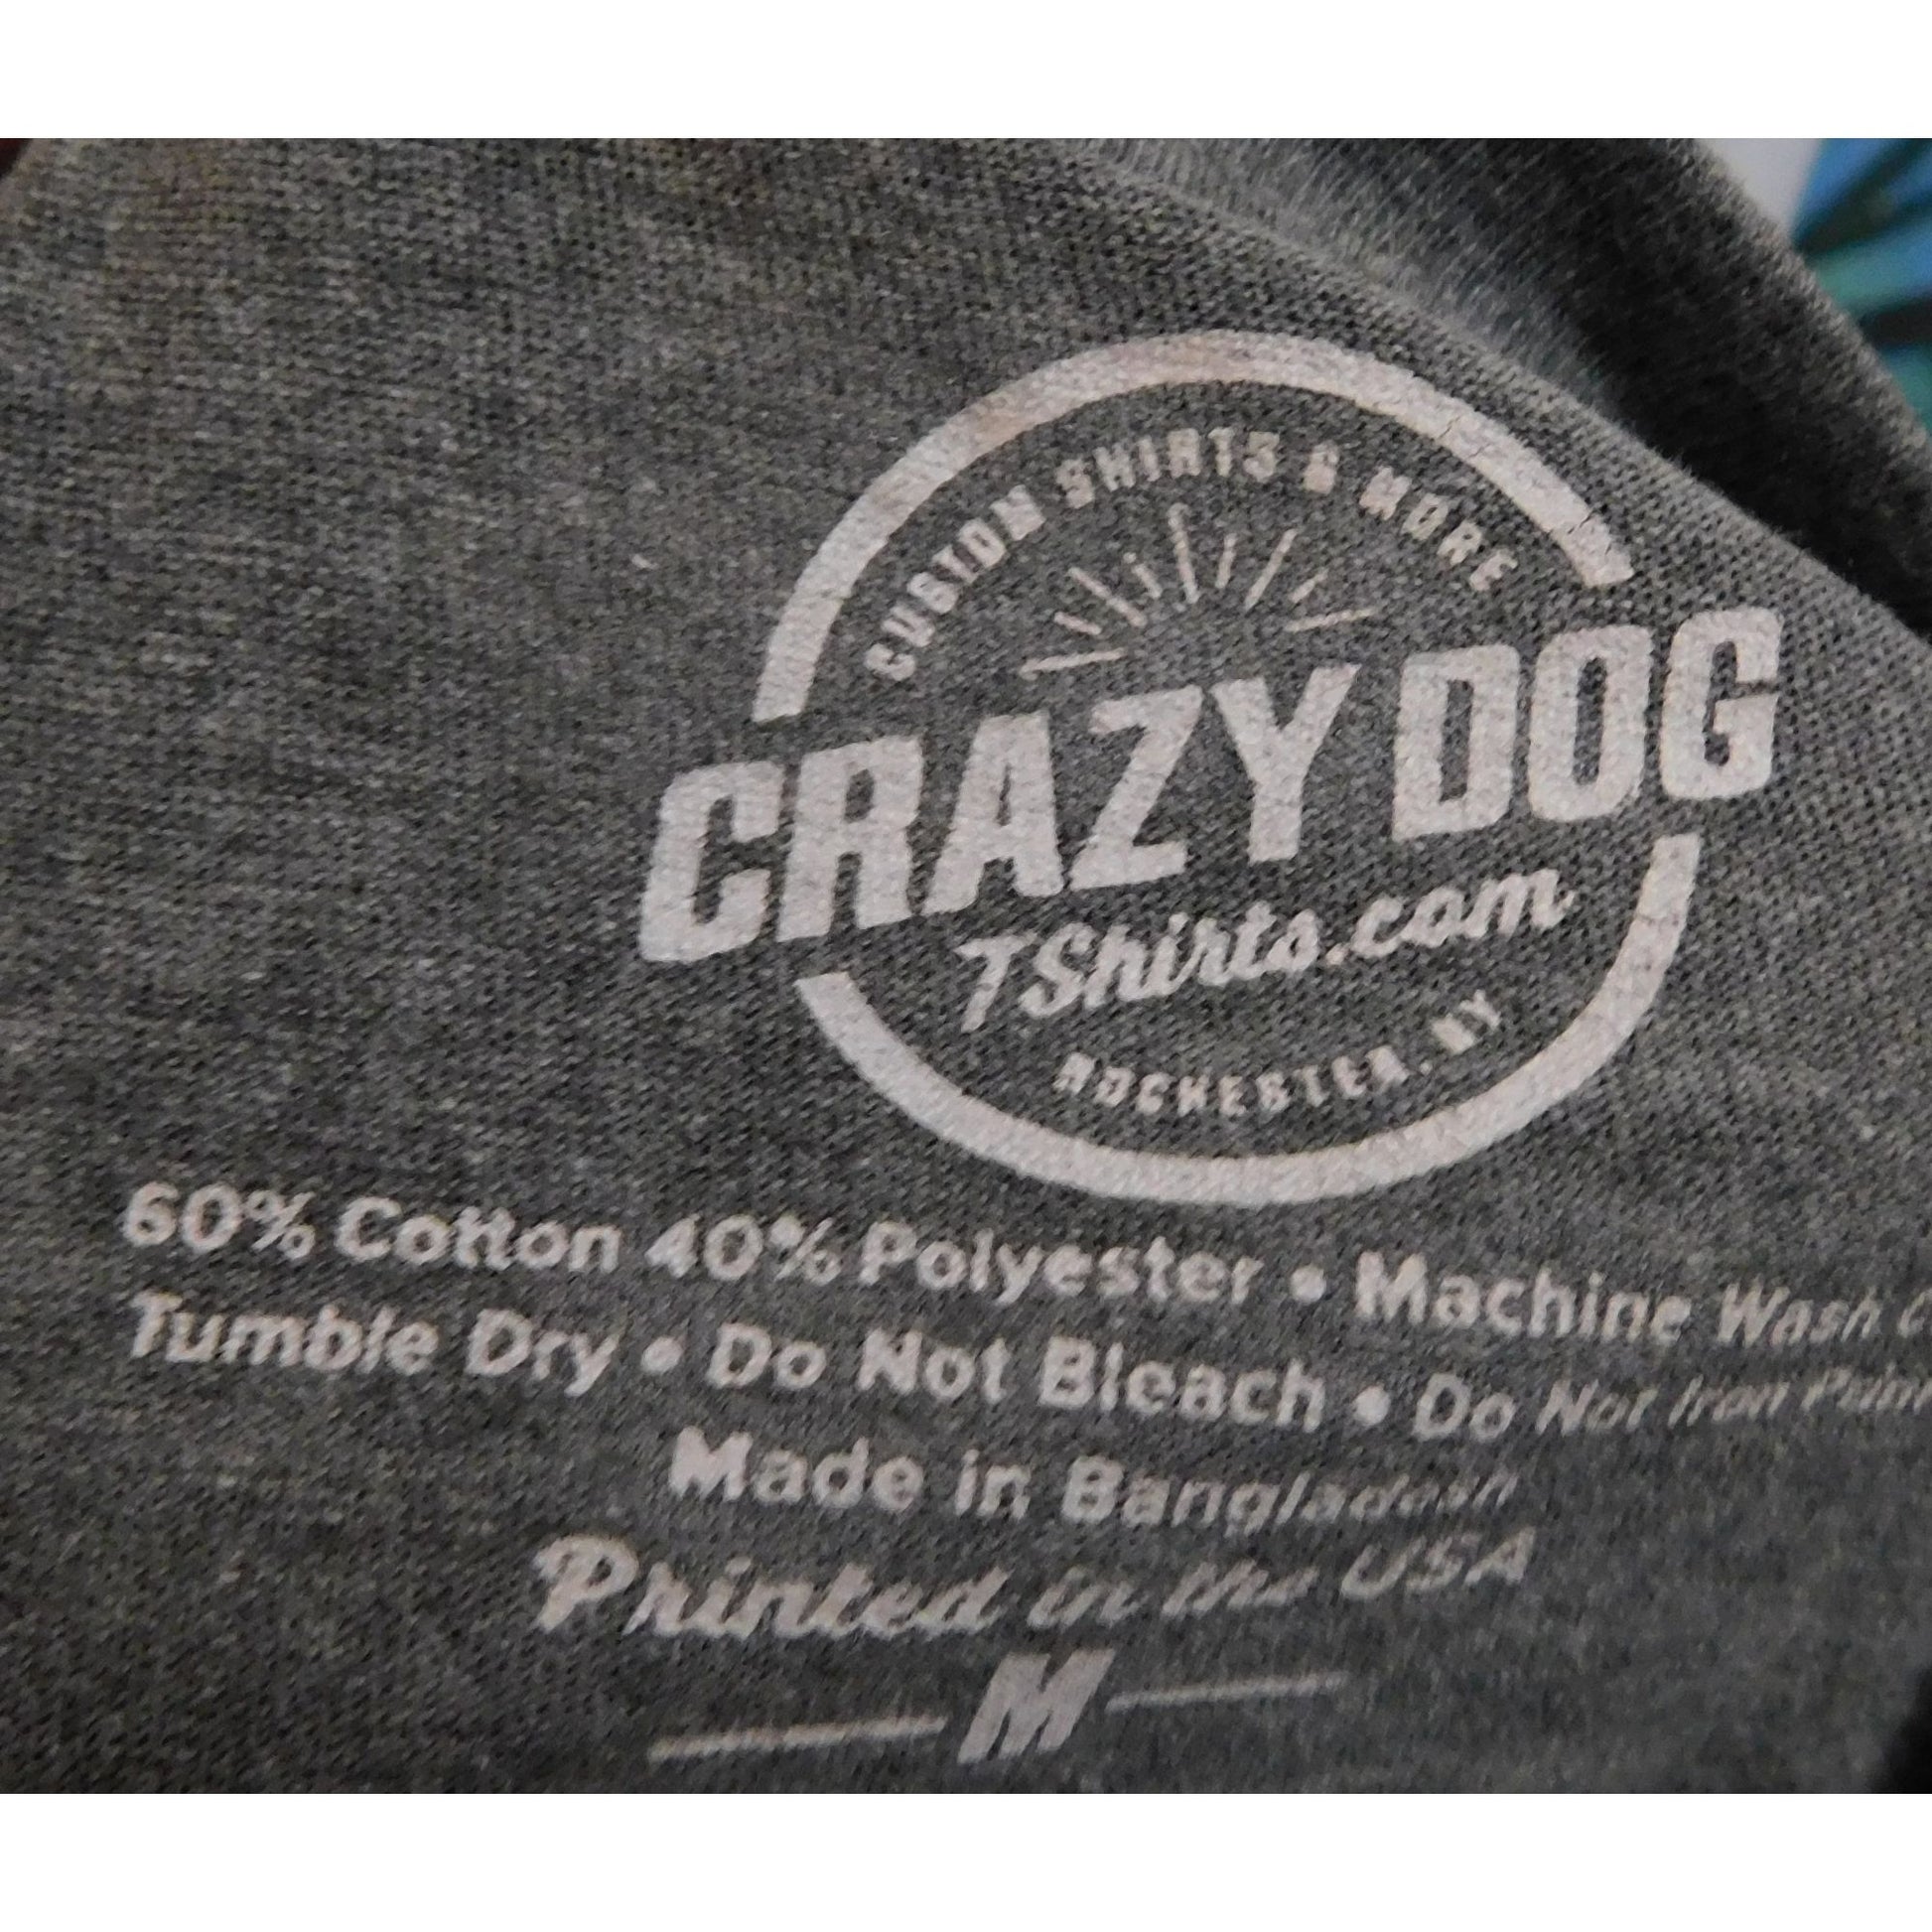 CUSTOM SHIRTS & MORE
CRAZY DOG
TShirts.com
ROCHESTER, NY
60% Cotton 40% Polyester • Machine Wash
Tumble Dry • Do Not Bleach • Do Not Iron
Made in Bangladesh
Printed in the USA
M